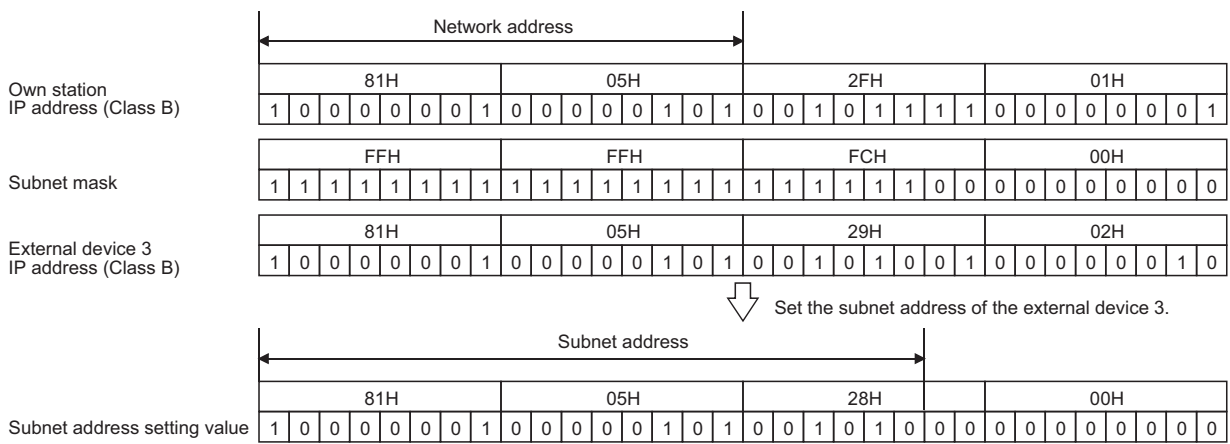 Network address
81H 05H 2FH 01H
Own station
IP address (Class B)
1 0 0 0 0 0 0 1 0 0 0 0 0 1 0 1 0 0 1 0 1 1 1 1 0 0 0 0 0 0 0 1
FFH FFH FCH 00H
Subnet mask
1 1 1 1 1 1 1 1 1 1 1 1 1 1 1 1 1 1 1 1 1 1 0 0 0 0 0 0 0 0 0 0
81H 05H 29H 02H
External device 3
IP address (Class B)
1 0 0 0 0 0 0 1 0 0 0 0 0 1 0 1 0 0 1 0 1 0 0 1 0 0 0 0 0 0 1 0
Set the subnet address of the external device 3.
Subnet address
81H 05H 28H 00H
Subnet address setting value
1 0 0 0 0 0 0 1 0 0 0 0 0 1 0 1 0 0 1 0 1 0 0 0 0 0 0 0 0 0 0 0